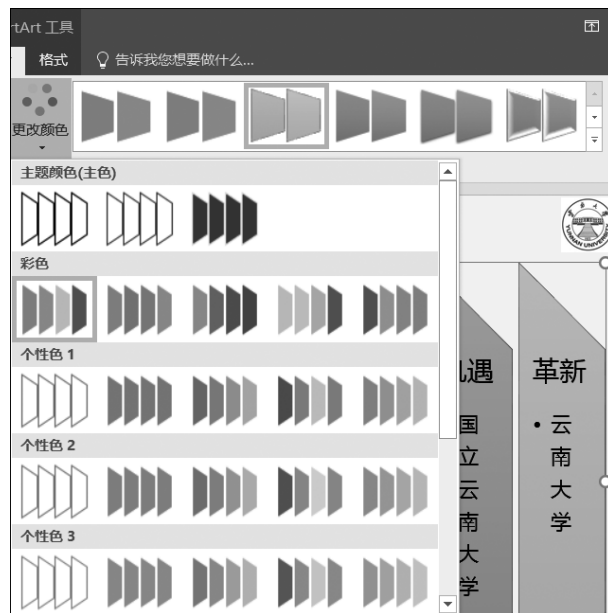 tArt 工具
格式
告诉我您想要做什么...
更改颜色
主题颜色(主色)
彩色
个性色 1
个性色 2
个性色 3
YUNNAN UNIVERSITY
遇
国
立
云
南
大
学
革新
• 云
南
大
学